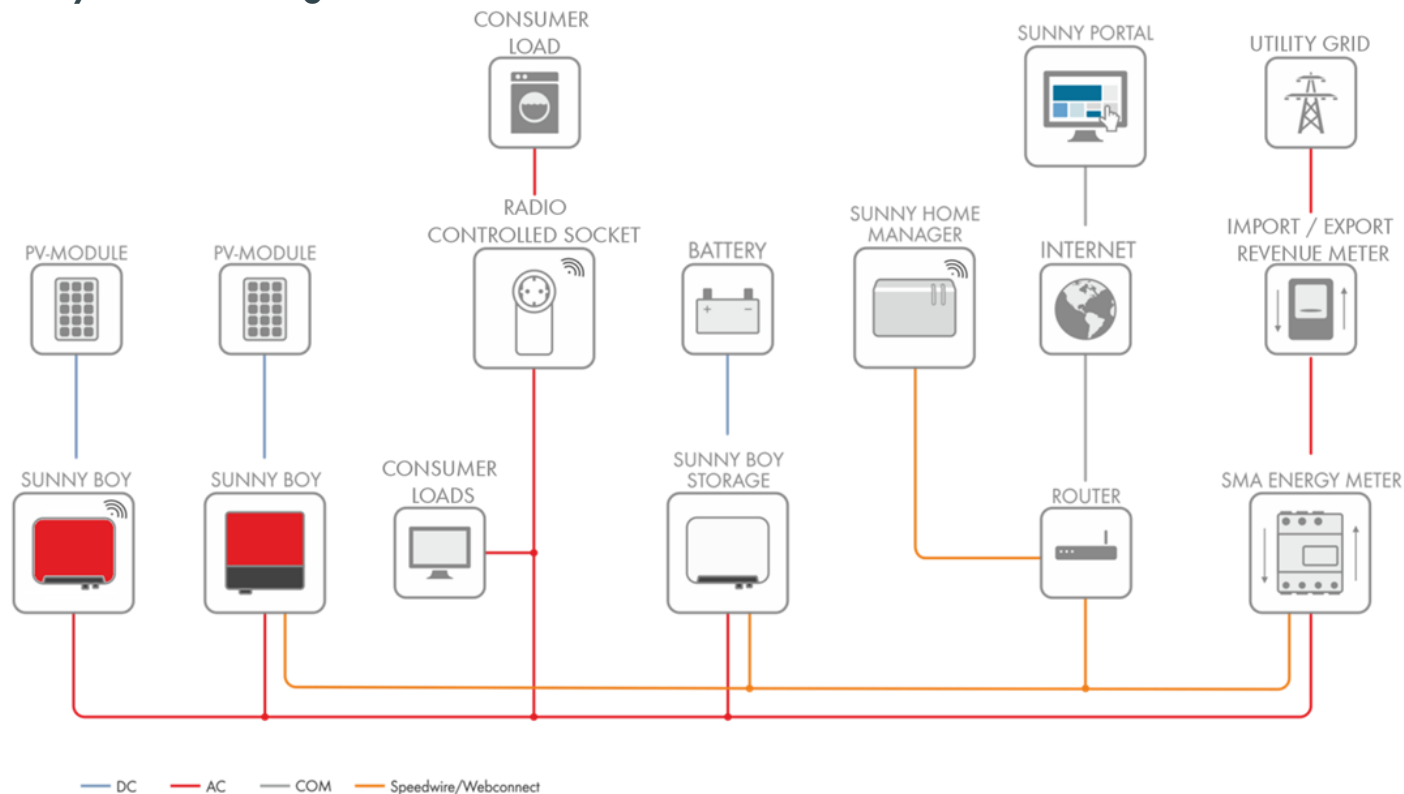 CONSUMER
LOAD
SUNNY PORTAL
UTILITY GRID
RADIO
CONTROLLED SOCKET
SUNNY HOME
MANAGER
IMPORT / EXPORT
REVENUE METER
PV-MODULE
PV-MODULE
BATTERY
INTERNET
+ −
SUNNY BOY
SUNNY BOY
CONSUMER
LOADS
SUNNY BOY
STORAGE
ROUTER
SMA ENERGY METER
DC
AC
COM
Speedwire/Webconnect